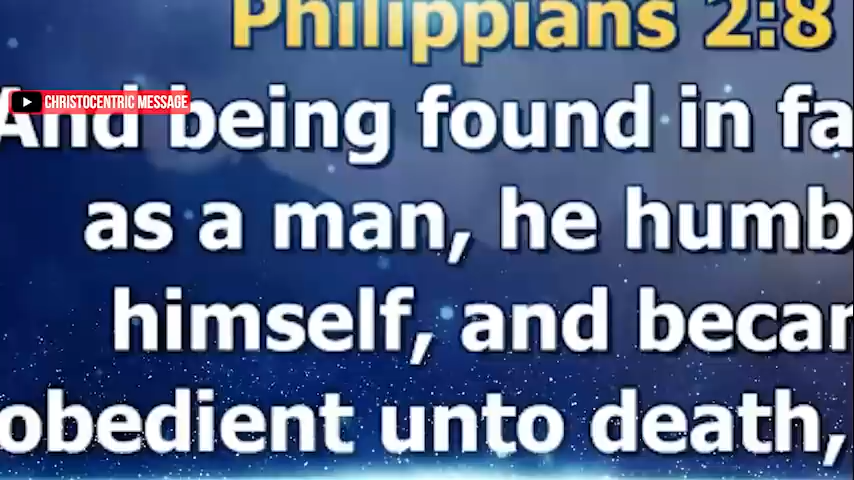 Philippians 2:8
CHRISTOCENTRIC MESSAGE
And being found in fa
as a man, he humb
himself, and becam
obedient unto death,